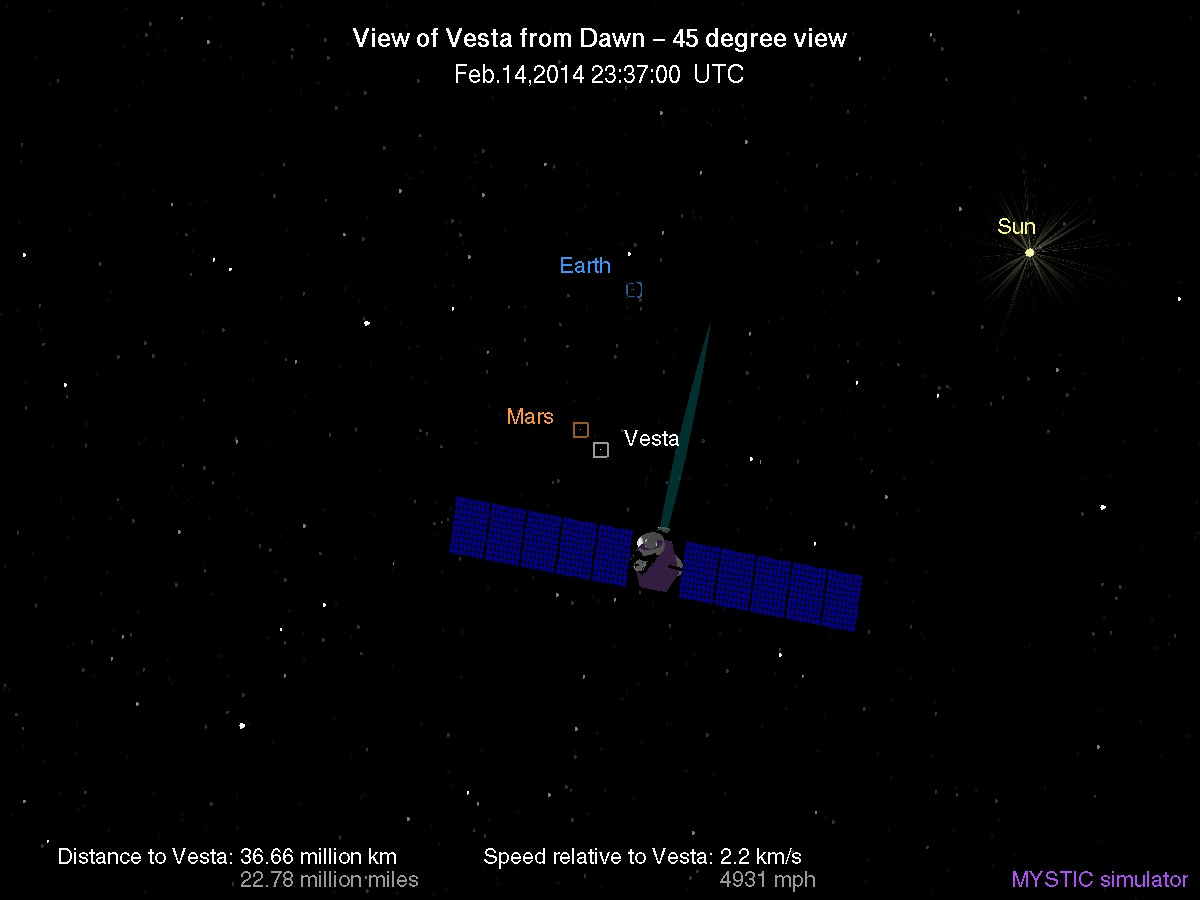 View of Vesta from Dawn – 45 degree view
Feb.14,2014 23:37:00 UTC
Sun
Earth
Mars
Vesta
Distance to Vesta: 36.66 million km
22.78 million miles
Speed relative to Vesta: 2.2 km/s
4931 mph
MYSTIC simulator